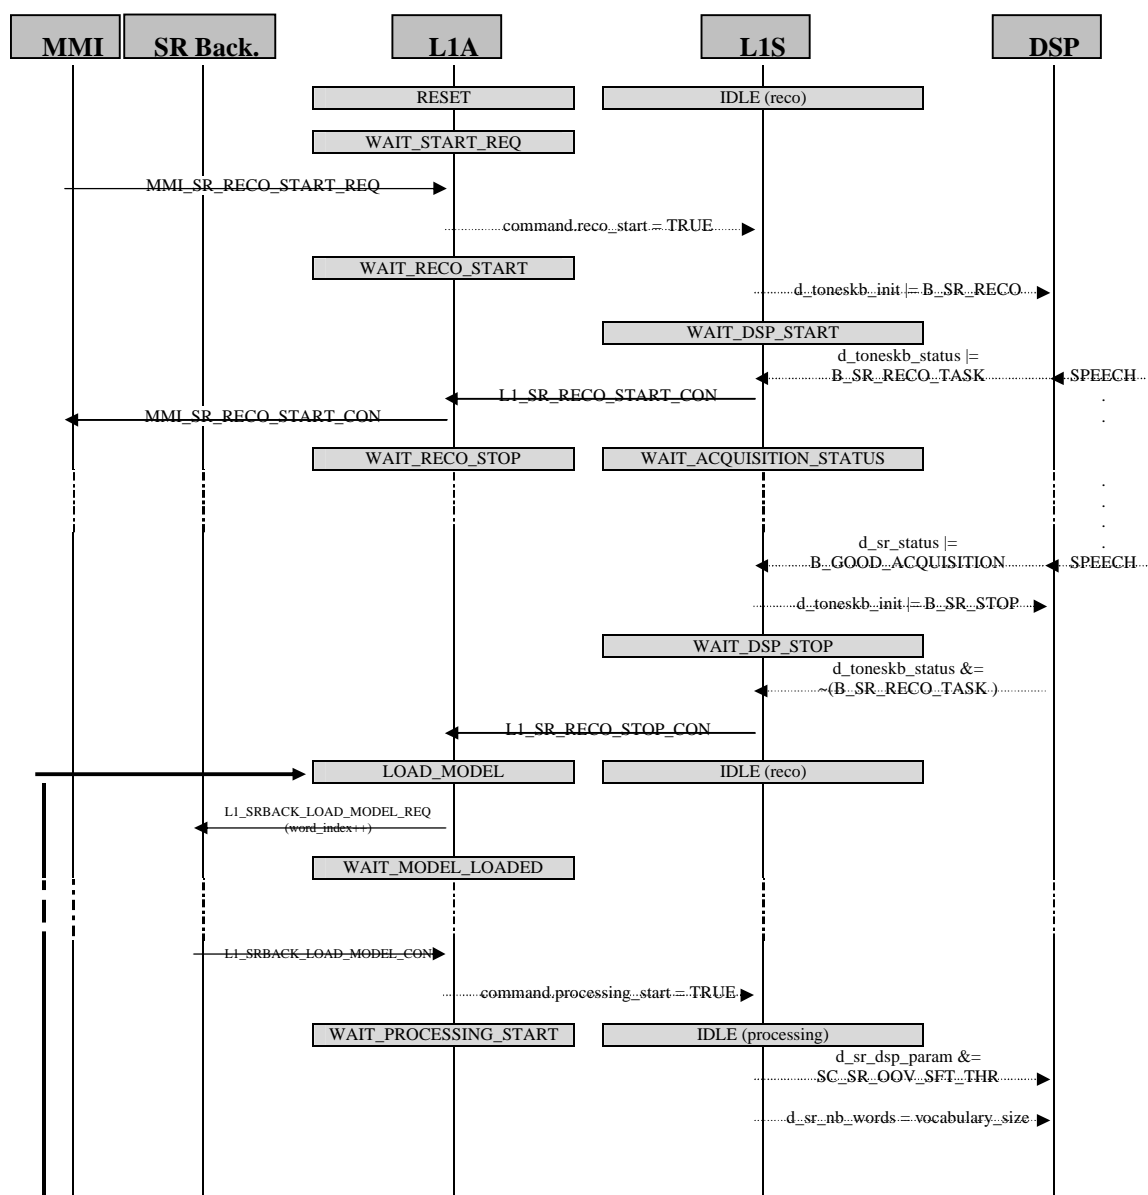 MMI
SR Back.
L1A
L1S
DSP
RESET
IDLE (reco)
WAIT_START_REQ
MMI_SR_RECO_START_REQ
command.reco_start = TRUE
WAIT_RECO_START
d_toneskb_init |= B_SR_RECO
WAIT_DSP_START
d_toneskb_status |=
B_SR_RECO_TASK
SPEECH
L1_SR_RECO_START_CON
.
MMI_SR_RECO_START_CON
.
WAIT_RECO_STOP
WAIT_ACQUISITION_STATUS
.
.
.
.
d_sr_status |=
B_GOOD_ACQUISITION
SPEECH
d_toneskb_init |= B_SR_STOP
WAIT_DSP_STOP
d_toneskb_status &=
~(B_SR_RECO_TASK )
L1_SR_RECO_STOP_CON
LOAD_MODEL
IDLE (reco)
L1_SRBACK_LOAD_MODEL_REQ
(word_index++)
WAIT_MODEL_LOADED
L1_SRBACK_LOAD_MODEL_CON
command.processing_start = TRUE
WAIT_PROCESSING_START
IDLE (processing)
d_sr_dsp_param &=
SC_SR_OOV_SFT_THR
d_sr_nb_words = vocabulary_size